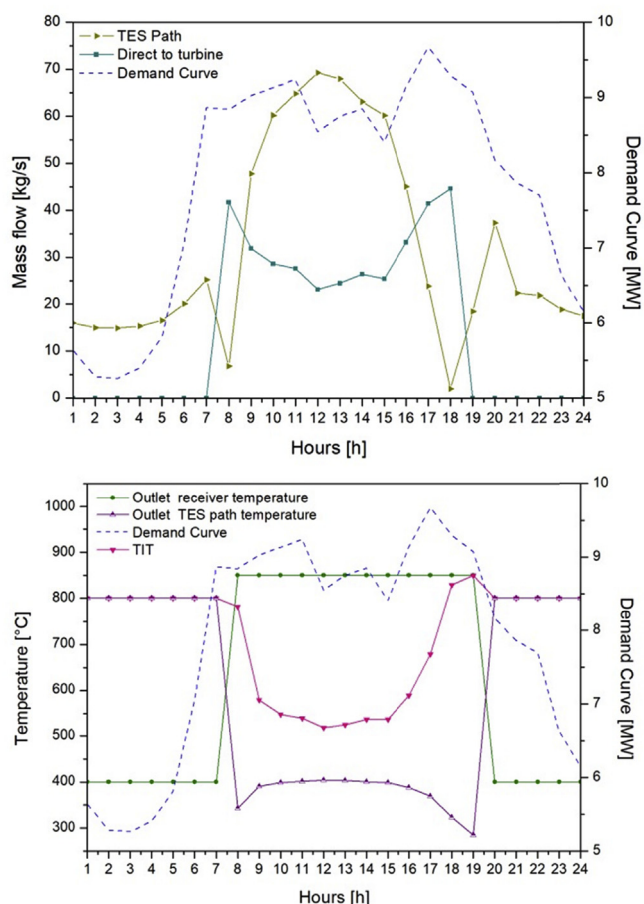 TES Path
Direct to turbine
Demand Curve
80
70
60
50
40
30
20
10
0
Mass flow [kg/s]
10
9
8
7
6
5
Demand Curve [MW]
1 2 3 4 5 6 7 8 9 10 11 12 13 14 15 16 17 18 19 20 21 22 23 24
Hours [h]
Outlet receiver temperature
Outlet TES path temperature
Demand Curve
TIT
1000
900
800
700
600
500
400
300
Temperature [°C]
10
9
8
7
6
5
Demand Curve [MW]
1 2 3 4 5 6 7 8 9 10 11 12 13 14 15 16 17 18 19 20 21 22 23 24
Hours [h]